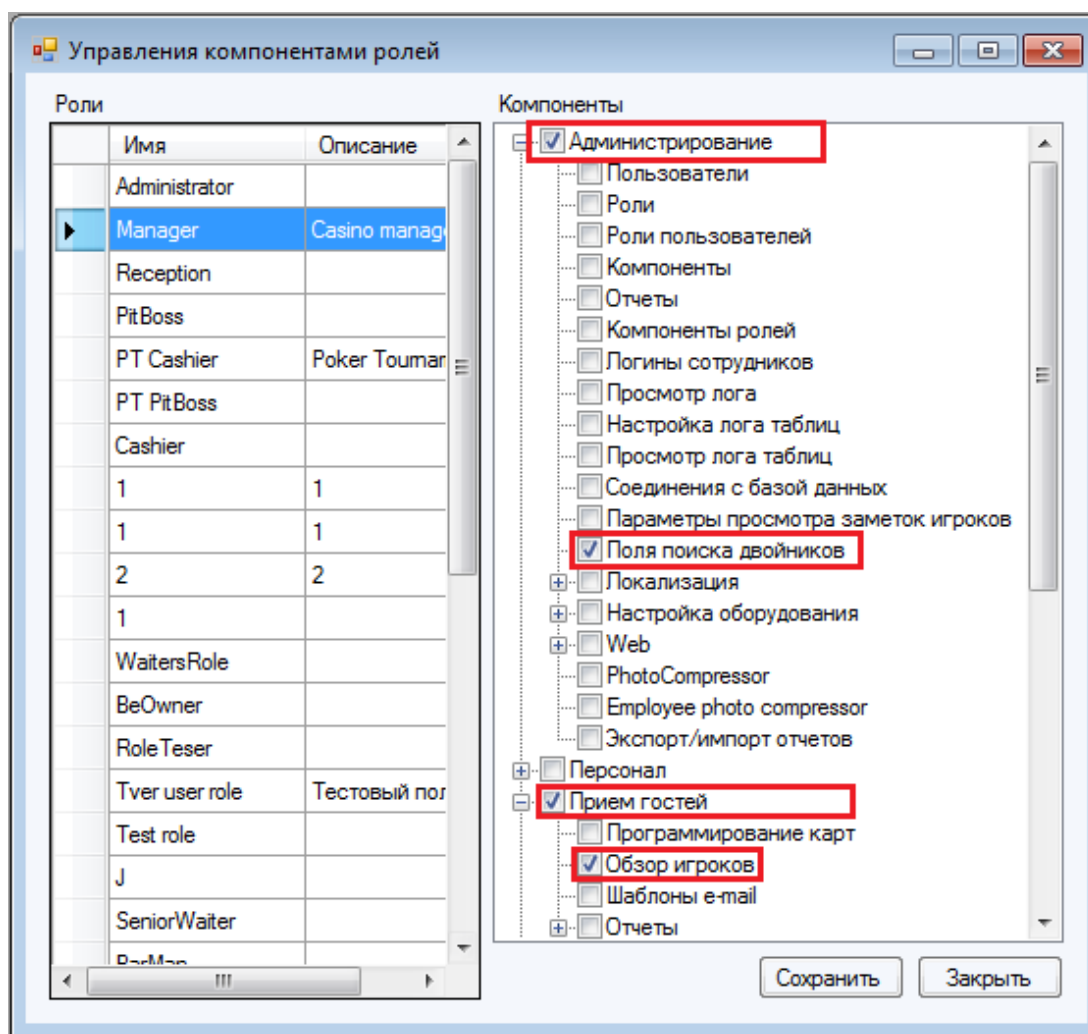 Управления компонентами ролей
Роли
Имя Описание
Administrator
Manager Casino manag
Reception
PitBoss
PT Cashier Poker Tournar
PT PitBoss
Cashier
1 1
1 1
2 2
1
WaitersRole
BeOwner
RoleTeser
Tver user role Тестовый пол
Test role
J
SeniorWaiter
BarMan
Компоненты
Администрирование
Пользователи
Роли
Роли пользователей
Компоненты
Отчеты
Компоненты ролей
Логины сотрудников
Просмотр лога
Настройка лога таблиц
Просмотр лога таблиц
Соединения с базой данных
Параметры просмотра заметок игроков
Поля поиска двойников
Локализация
Настройка оборудования
Web
PhotoCompressor
Employee photo compressor
Экспорт/импорт отчетов
Персонал
Прием гостей
Программирование карт
Обзор игроков
Шаблоны e-mail
Отчеты
Сохранить Закрыть